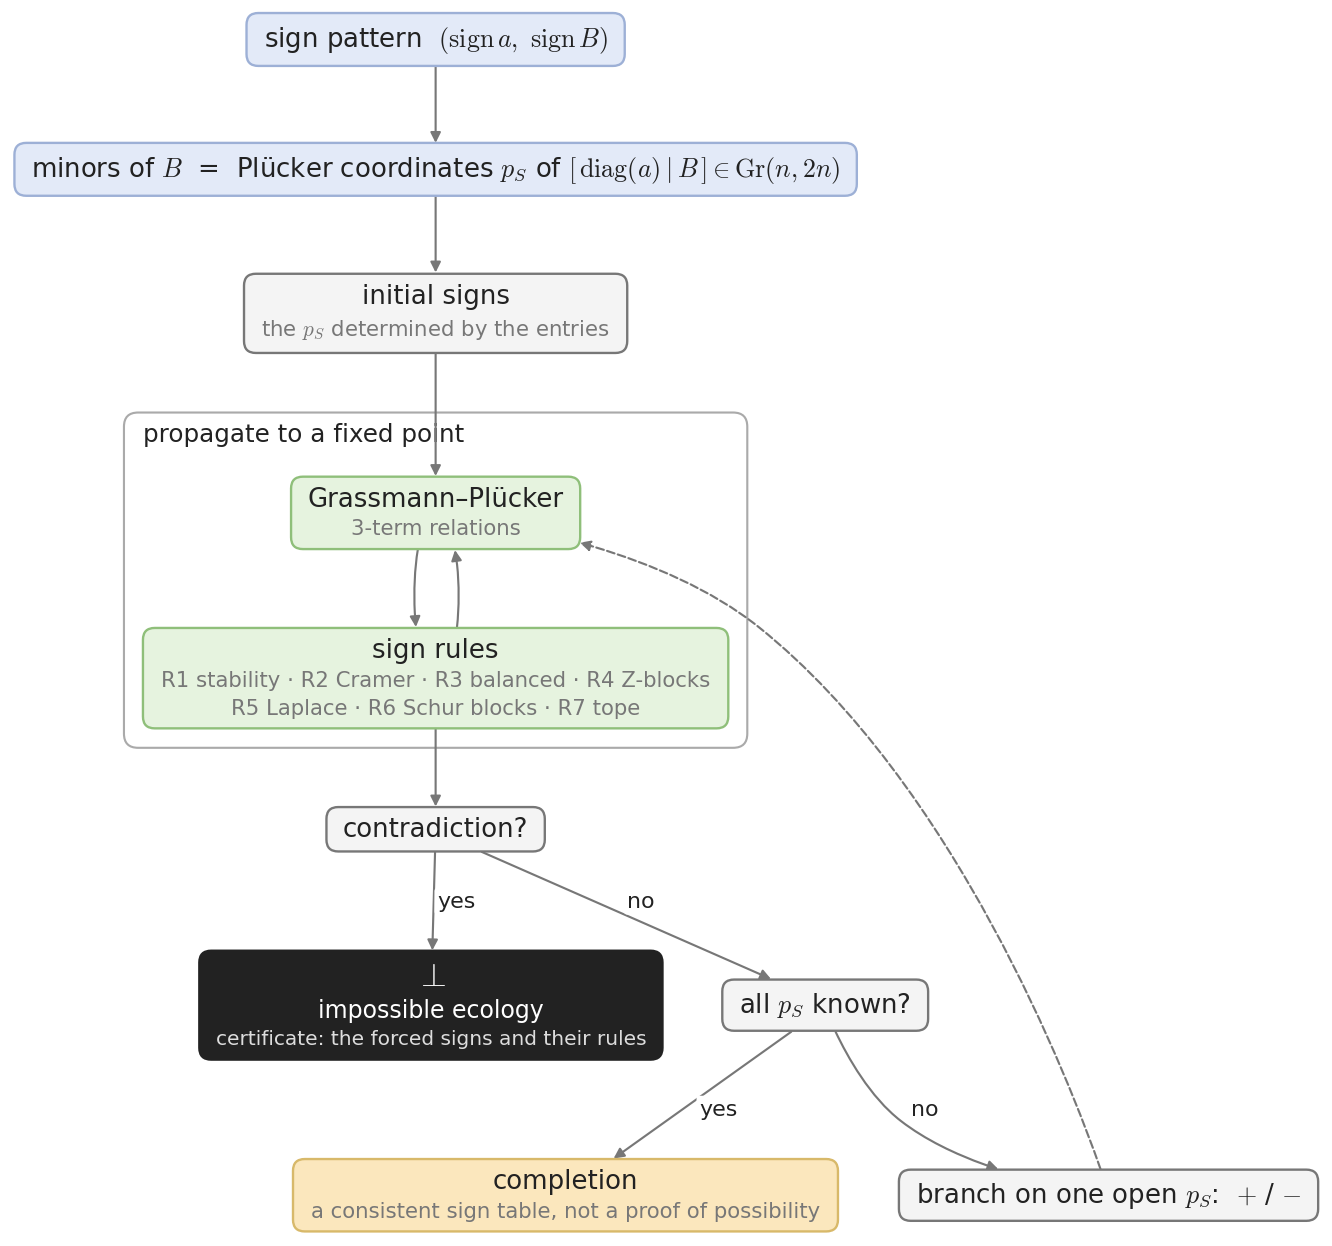 sign pattern (sign a, sign B)
minors of B = Plücker coordinates p_S of [diag(a) | B] ∈ Gr(n, 2n)
initial signs
the p_S determined by the entries
propagate to a fixed point
Grassmann–Plücker
3-term relations
sign rules
R1 stability · R2 Cramer · R3 balanced · R4 Z-blocks
R5 Laplace · R6 Schur blocks · R7 tope
contradiction?
yes
no
⊥
impossible ecology
certificate: the forced signs and their rules
all p_S known?
yes
no
completion
a consistent sign table, not a proof of possibility
branch on one open p_S: + / −